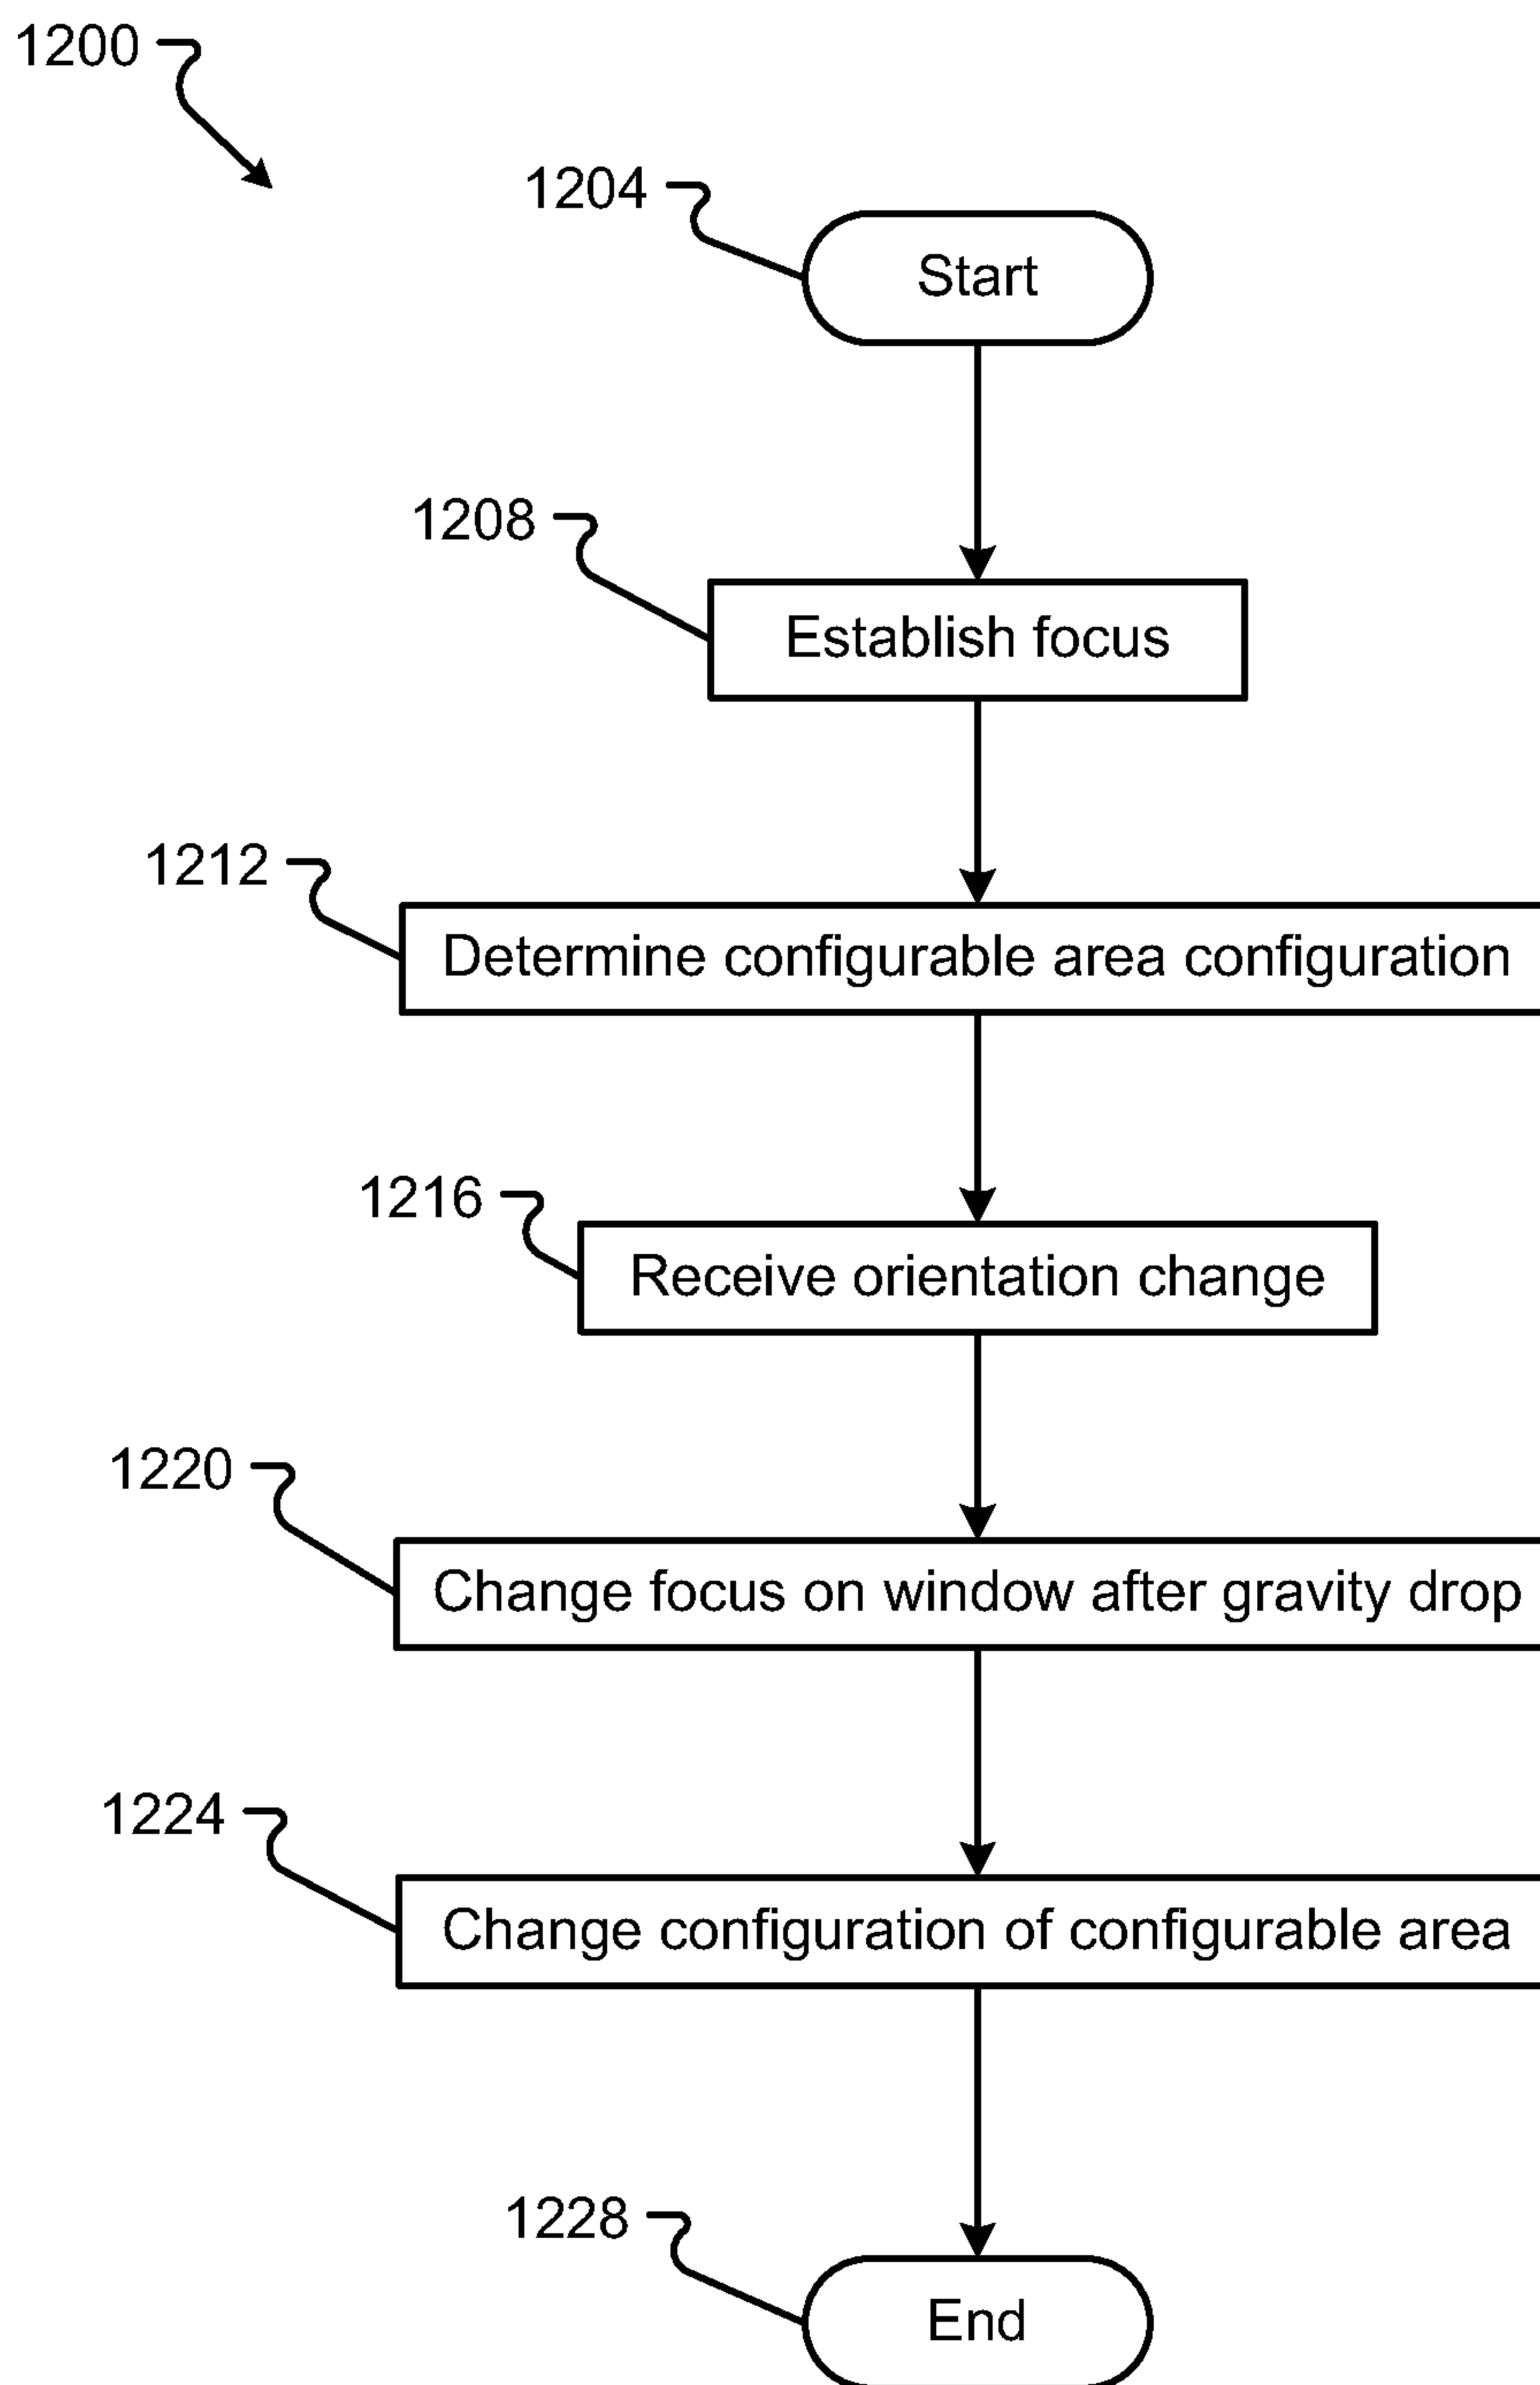 1200
1204
Start
1208
Establish focus
1212
Determine configurable area configuration
1216
Receive orientation change
1220
Change focus on window after gravity drop
1224
Change configuration of configurable area
1228
End